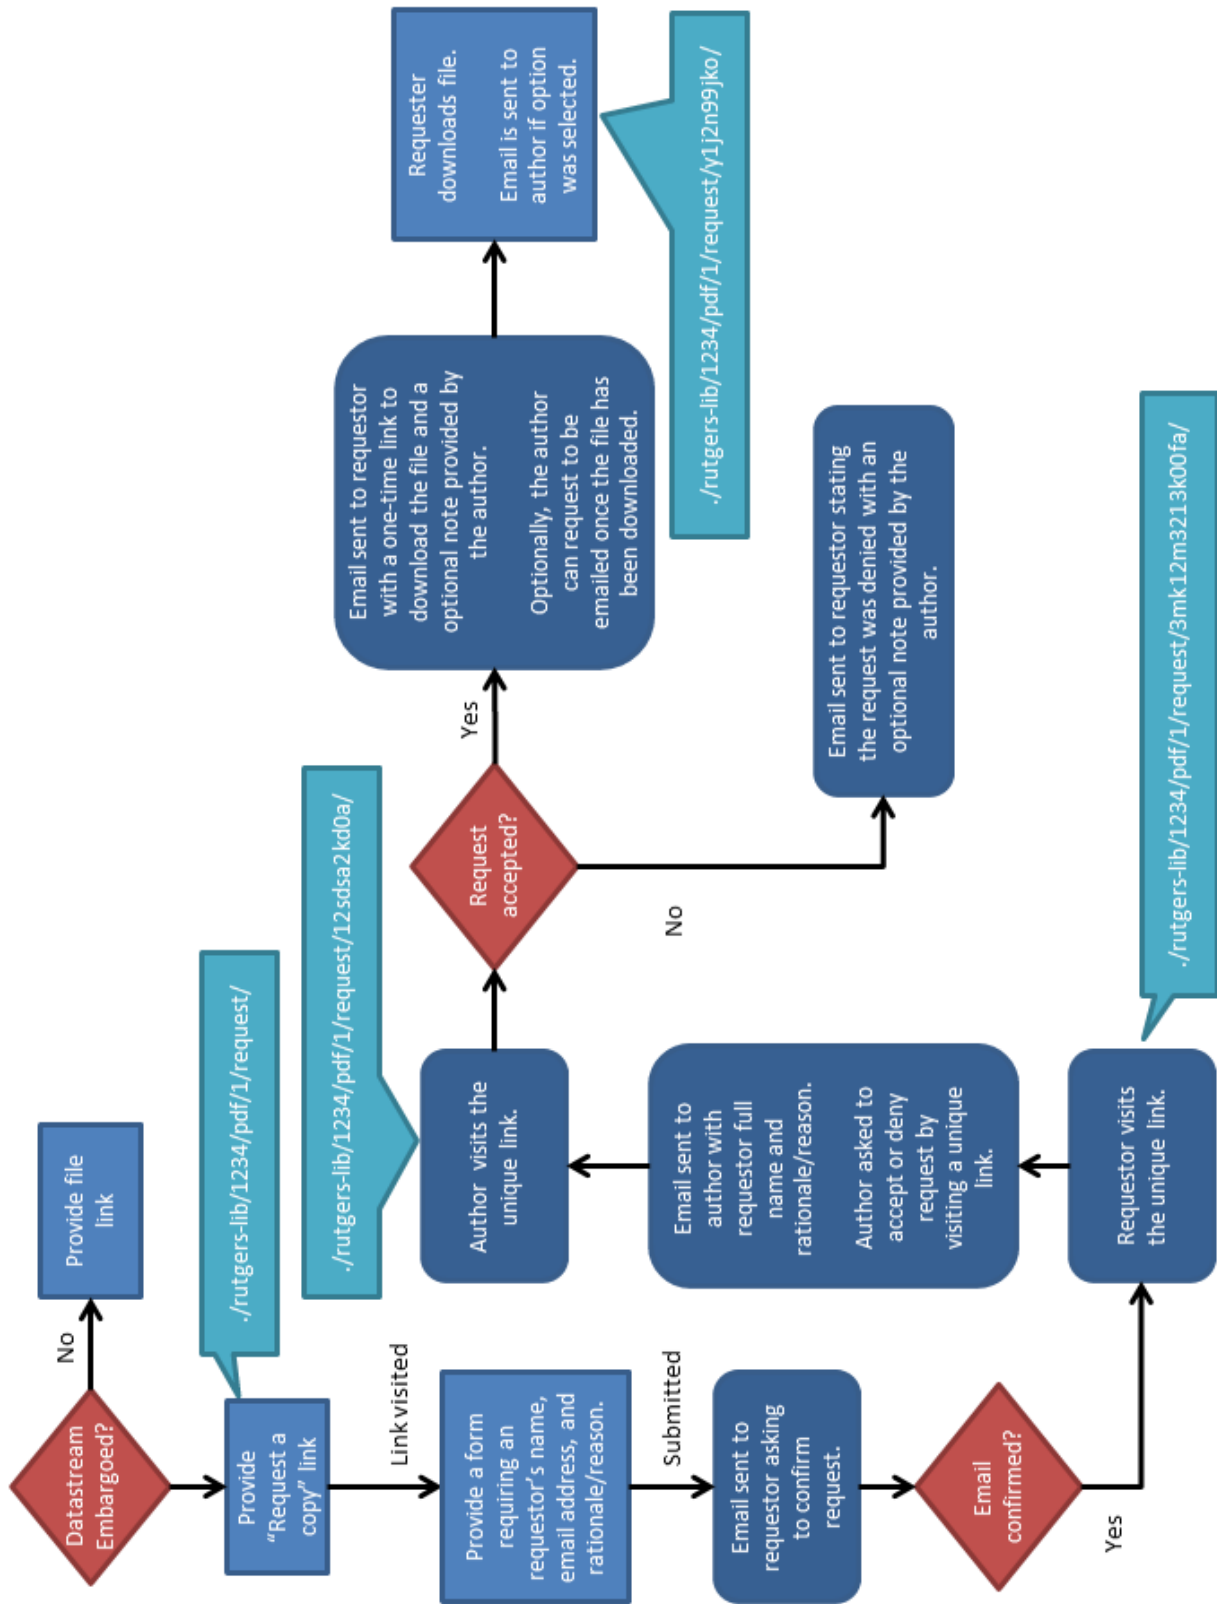 Datastream
Embargoed?
No
Provide file
link
Provide
“Request a
copy” link
./rutgers-lib/1234/pdf/1/request/
Link visited
Provide a form
requiring an
requestor’s name,
email address, and
rationale/reason.
Submitted
Email sent to
requestor asking
to confirm
request.
Email
confirmed?
Yes
Requestor visits
the unique link.
./rutgers-lib/1234/pdf/1/request/3mk12m3213k00fa/
Email sent to
author with
requestor full
name and
rationale/reason.
Author asked to
accept or deny
request by
visiting a unique
link.
Author visits the
unique link.
./rutgers-lib/1234/pdf/1/request/12sdsa2kd0a/
Request
accepted?
Yes
Email sent to requestor
with a one-time link to
download the file and a
optional note provided by
the author.
Optionally, the author
can request to be
emailed once the file has
been downloaded.
No
Email sent to requestor stating
the request was denied with an
optional note provided by the
author.
Requester
downloads file.
Email is sent to
author if option
was selected.
./rutgers-lib/1234/pdf/1/request/y1j2n99jko/